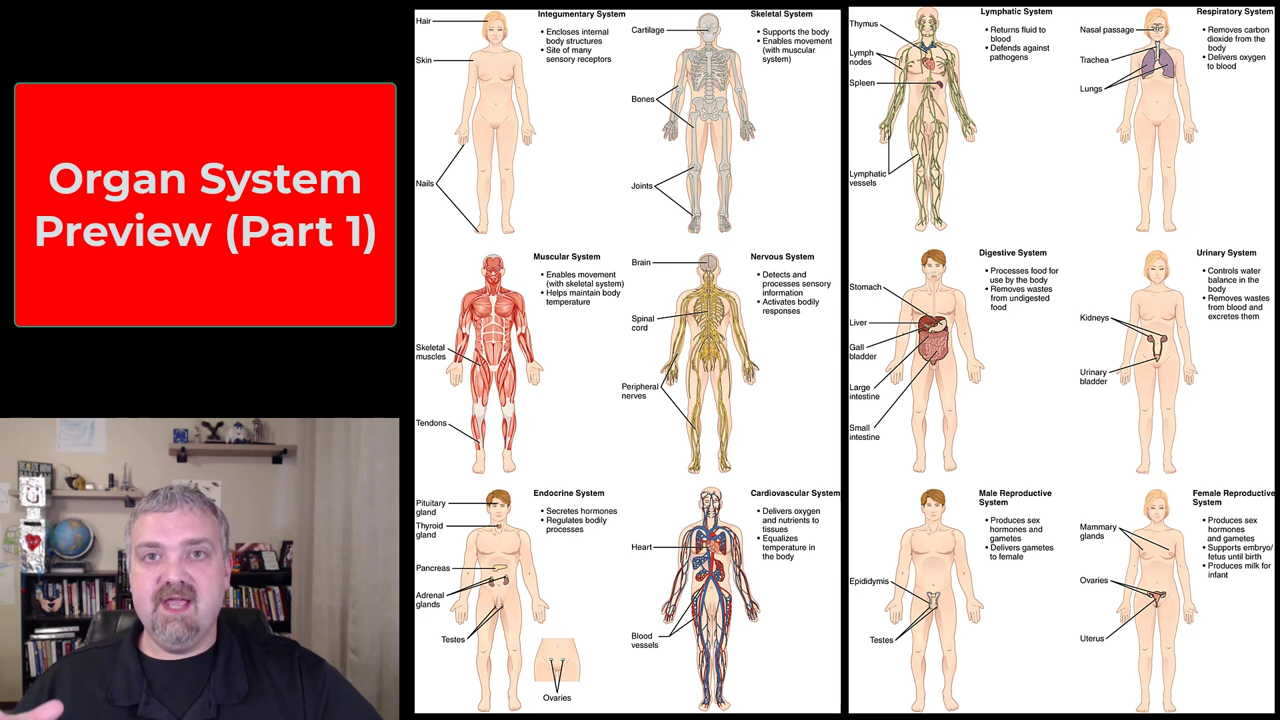 Organ System
Preview (Part 1)
Integumentary System
• Encloses internal
body structures
• Site of many
sensory receptors
Hair
Skin
Nails
Skeletal System
• Supports the body
• Enables movement
(with muscular
system)
Cartilage
Bones
Joints
Lymphatic System
• Returns fluid to
blood
• Defends against
pathogens
Thymus
Lymph
nodes
Spleen
Lymphatic
vessels
Respiratory System
• Removes carbon
dioxide from the
body
• Delivers oxygen
to blood
Nasal passage
Trachea
Lungs
Muscular System
• Enables movement
(with skeletal system)
• Helps maintain body
temperature
Skeletal
muscles
Tendons
Nervous System
• Detects and
processes sensory
information
• Activates bodily
responses
Brain
Spinal
cord
Peripheral
nerves
Digestive System
• Processes food for
use by the body
• Removes wastes
from undigested
food
Stomach
Liver
Gall
bladder
Large
intestine
Small
intestine
Urinary System
• Controls water
balance in the
body
• Removes wastes
from blood and
excretes them
Kidneys
Urinary
bladder
Endocrine System
• Secretes hormones
• Regulates bodily
processes
Pituitary
gland
Thyroid
gland
Pancreas
Adrenal
glands
Testes
Ovaries
Cardiovascular System
• Delivers oxygen
and nutrients to
tissues
• Equalizes
temperature in
the body
Heart
Blood
vessels
Male Reproductive
System
• Produces sex
hormones and
gametes
• Delivers gametes
to female
Epididymis
Testes
Female Reproductive
System
• Produces sex
hormones
and gametes
• Supports embryo/
fetus until birth
• Produces milk for
infant
Mammary
glands
Ovaries
Uterus